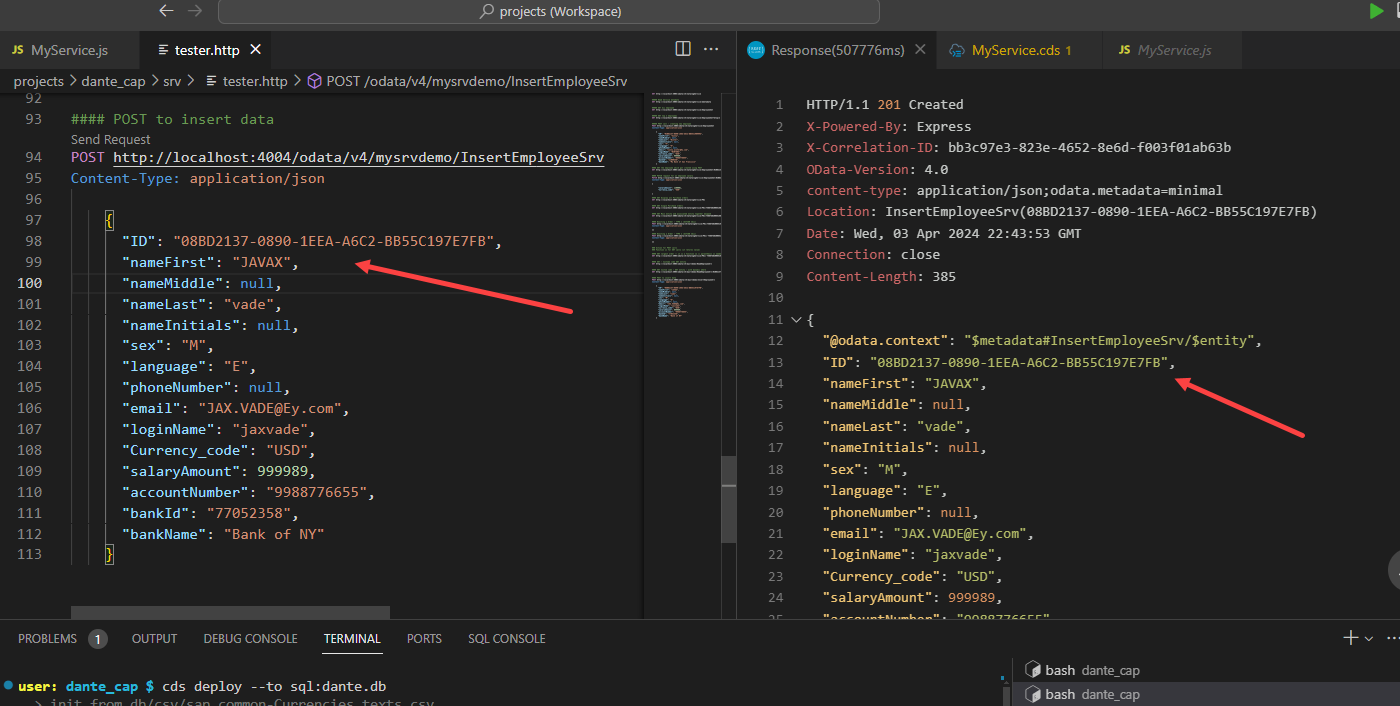 projects (Workspace)
JS MyService.js
tester.http
Response(507776ms)
MyService.cds 1
JS MyService.js
projects > dante_cap > srv > tester.http > POST /odata/v4/mysrvdemo/InsertEmployeeSrv
92
93 #### POST to insert data
Send Request
94 POST http://localhost:4004/odata/v4/mysrvdemo/InsertEmployeeSrv
95 Content-Type: application/json
96
97 {
98 "ID": "08BD2137-0890-1EEA-A6C2-BB55C197E7FB",
99 "nameFirst": "JAVAX",
100 "nameMiddle": null,
101 "nameLast": "vade",
102 "nameInitials": null,
103 "sex": "M",
104 "language": "E",
105 "phoneNumber": null,
106 "email": "JAX.VADE@Ey.com",
107 "loginName": "jaxvade",
108 "Currency_code": "USD",
109 "salaryAmount": 999989,
110 "accountNumber": "9988776655",
111 "bankId": "77052358",
112 "bankName": "Bank of NY"
113 }
1 HTTP/1.1 201 Created
2 X-Powered-By: Express
3 X-Correlation-ID: bb3c97e3-823e-4652-8e6d-f003f01ab63b
4 OData-Version: 4.0
5 content-type: application/json;odata.metadata=minimal
6 Location: InsertEmployeeSrv(08BD2137-0890-1EEA-A6C2-BB55C197E7FB)
7 Date: Wed, 03 Apr 2024 22:43:53 GMT
8 Connection: close
9 Content-Length: 385
10
11 {
12 "@odata.context": "$metadata#InsertEmployeeSrv/$entity",
13 "ID": "08BD2137-0890-1EEA-A6C2-BB55C197E7FB",
14 "nameFirst": "JAVAX",
15 "nameMiddle": null,
16 "nameLast": "vade",
17 "nameInitials": null,
18 "sex": "M",
19 "language": "E",
20 "phoneNumber": null,
21 "email": "JAX.VADE@Ey.com",
22 "loginName": "jaxvade",
23 "Currency_code": "USD",
24 "salaryAmount": 999989,
25 "accountNumber": "9988776655"
PROBLEMS 1 OUTPUT DEBUG CONSOLE TERMINAL PORTS SQL CONSOLE
user: dante_cap $ cds deploy --to sql:dante.db
> init from db/csv/sap.common-Currencies.texts.csv
bash dante_cap
bash dante_cap